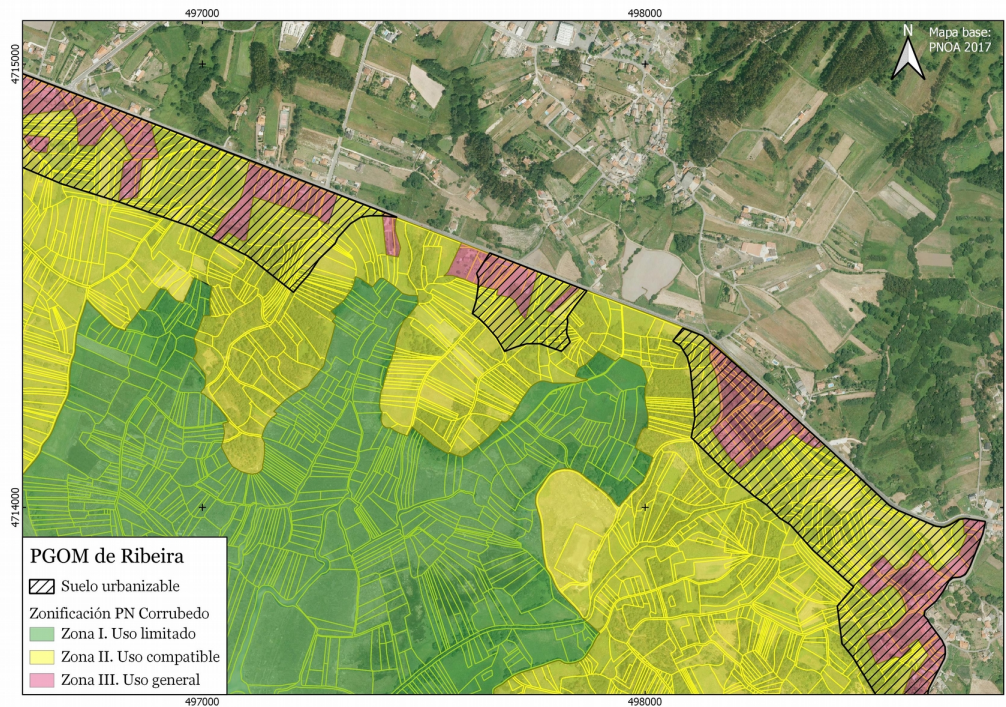 497000
498000
N
Mapa base:
PNOA 2017
4715000
4714000
PGOM de Ribeira
Suelo urbanizable
Zonificación PN Corrubedo
Zona I. Uso limitado
Zona II. Uso compatible
Zona III. Uso general
497000
498000